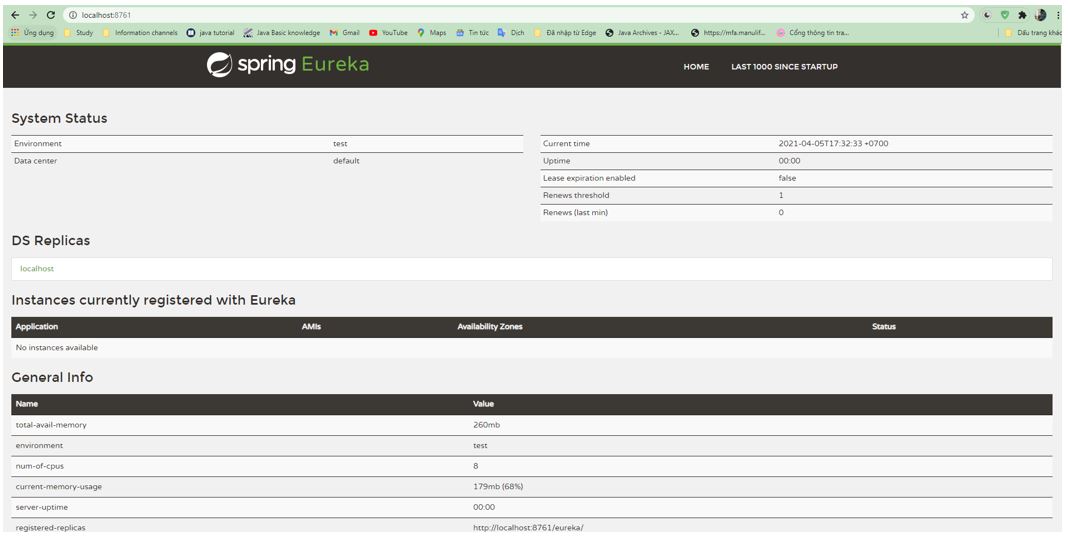 localhost:8761
Ứng dụng Study Information channels java tutorial Java Basic knowledge Gmail YouTube Maps Tin tức Dịch Đã nhập từ Edge Java Archives - JAX... https://mfa.manulif... Cổng thông tin tra... Dấu trang khác
spring Eureka HOME LAST 1000 SINCE STARTUP
System Status
Environment test
Data center default
Current time 2021-04-05T17:32:33 +0700
Uptime 00:00
Lease expiration enabled false
Renews threshold 1
Renews (last min) 0
DS Replicas
localhost
Instances currently registered with Eureka
Application AMIs Availability Zones Status
No instances available
General Info
Name Value
total-avail-memory 260mb
environment test
num-of-cpus 8
current-memory-usage 179mb (68%)
server-uptime 00:00
registered-replicas http://localhost:8761/eureka/